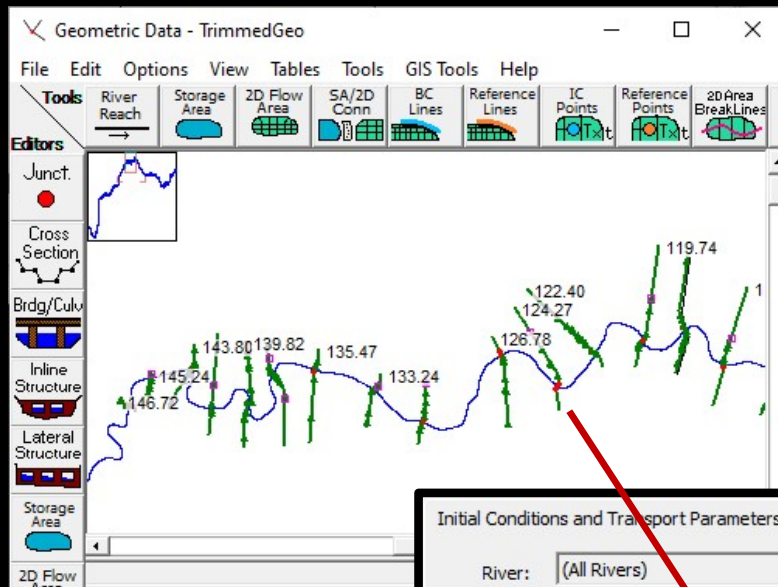 Geometric Data - TrimmedGeo
File Edit Options View Tables Tools GIS Tools Help
Tools
Editors
River
Reach
Storage
Area
2D Flow
Area
SA/2D
Conn
BC
Lines
Reference
Lines
IC
Points
Reference
Points
2D Area
BreakLines
Junct.
Cross
Section
Brdg/Culv
Inline
Structure
Lateral
Structure
Storage
Area
2D Flow
119.74
122.40
124.27
126.78
143.80
139.82
135.47
133.24
145.24
146.72
Initial Conditions and Transport Parameters
River: (All Rivers)